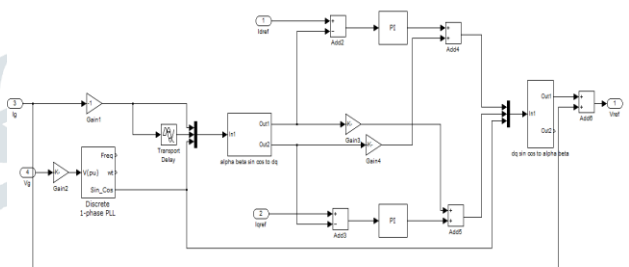 1
Idref
+
-
Add2
PI
+
+
Add4
3
Ig
-1
Gain1
Transport
Delay
In1
Out1
Out2
alpha beta sin cos to dq
K-
Gain3
K-
Gain4
In1
Out1
Out2
dq sin cos to alpha beta
+
+
Add6
1
Vref
4
Vg
K-
Gain2
V(pu)
Freq
wt
Sin_Cos
Discrete
1-phase PLL
2
Iqref
+
-
Add3
PI
+
+
Add5